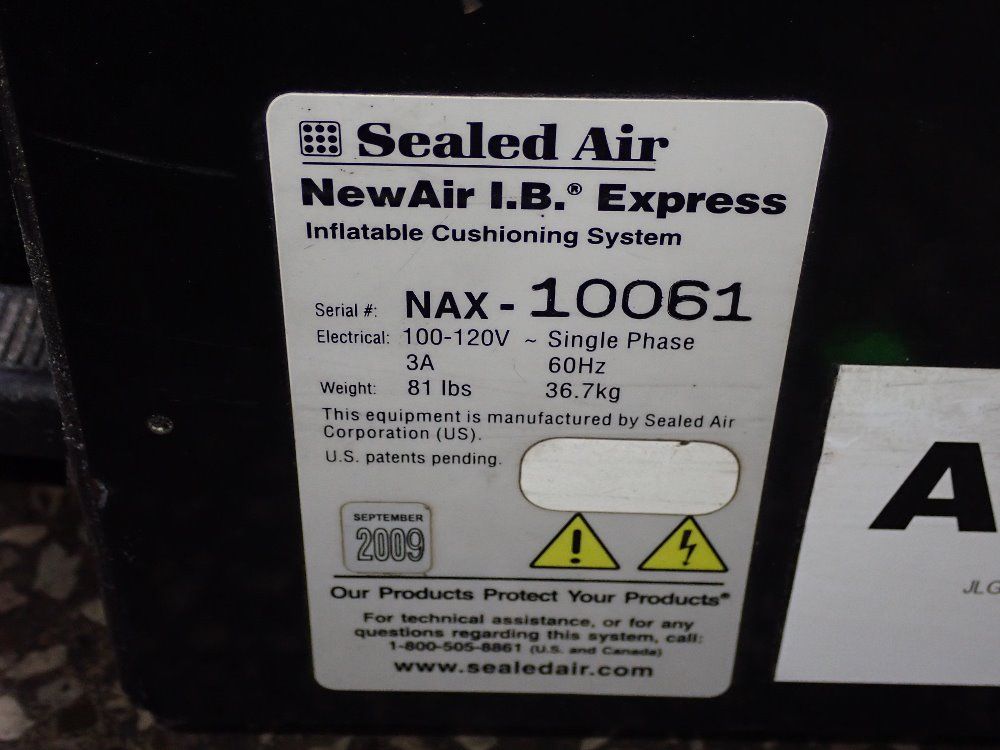 Sealed Air
NewAir I.B.® Express
Inflatable Cushioning System
Serial #: NAX - 10061
Electrical: 100-120V ~ Single Phase
3A 60Hz
Weight: 81 lbs 36.7kg
This equipment is manufactured by Sealed Air
Corporation (US).
U.S. patents pending.
SEPTEMBER
2009
Our Products Protect Your Products®
For technical assistance, or for any
questions regarding this system, call:
1-800-505-8861 (U.S. and Canada)
www.sealedair.com
A
JLG